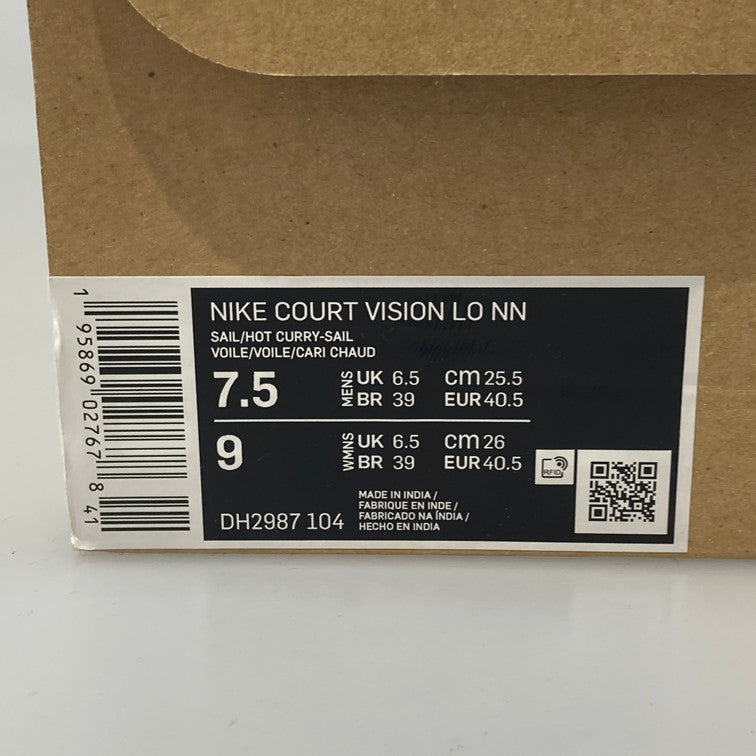 1 95869 02767 8 41
NIKE COURT VISION LO NN
SAIL/HOT CURRY-SAIL
VOILE/VOILE/CARI CHAUD
7.5 MENS UK 6.5 cm 25.5
BR 39 EUR 40.5
9 WMNS UK 6.5 cm 26
BR 39 EUR 40.5
RFID
DH2987 104
MADE IN INDIA /
FABRIQUE EN INDE /
FABRICADO NA ÍNDIA /
HECHO EN INDIA